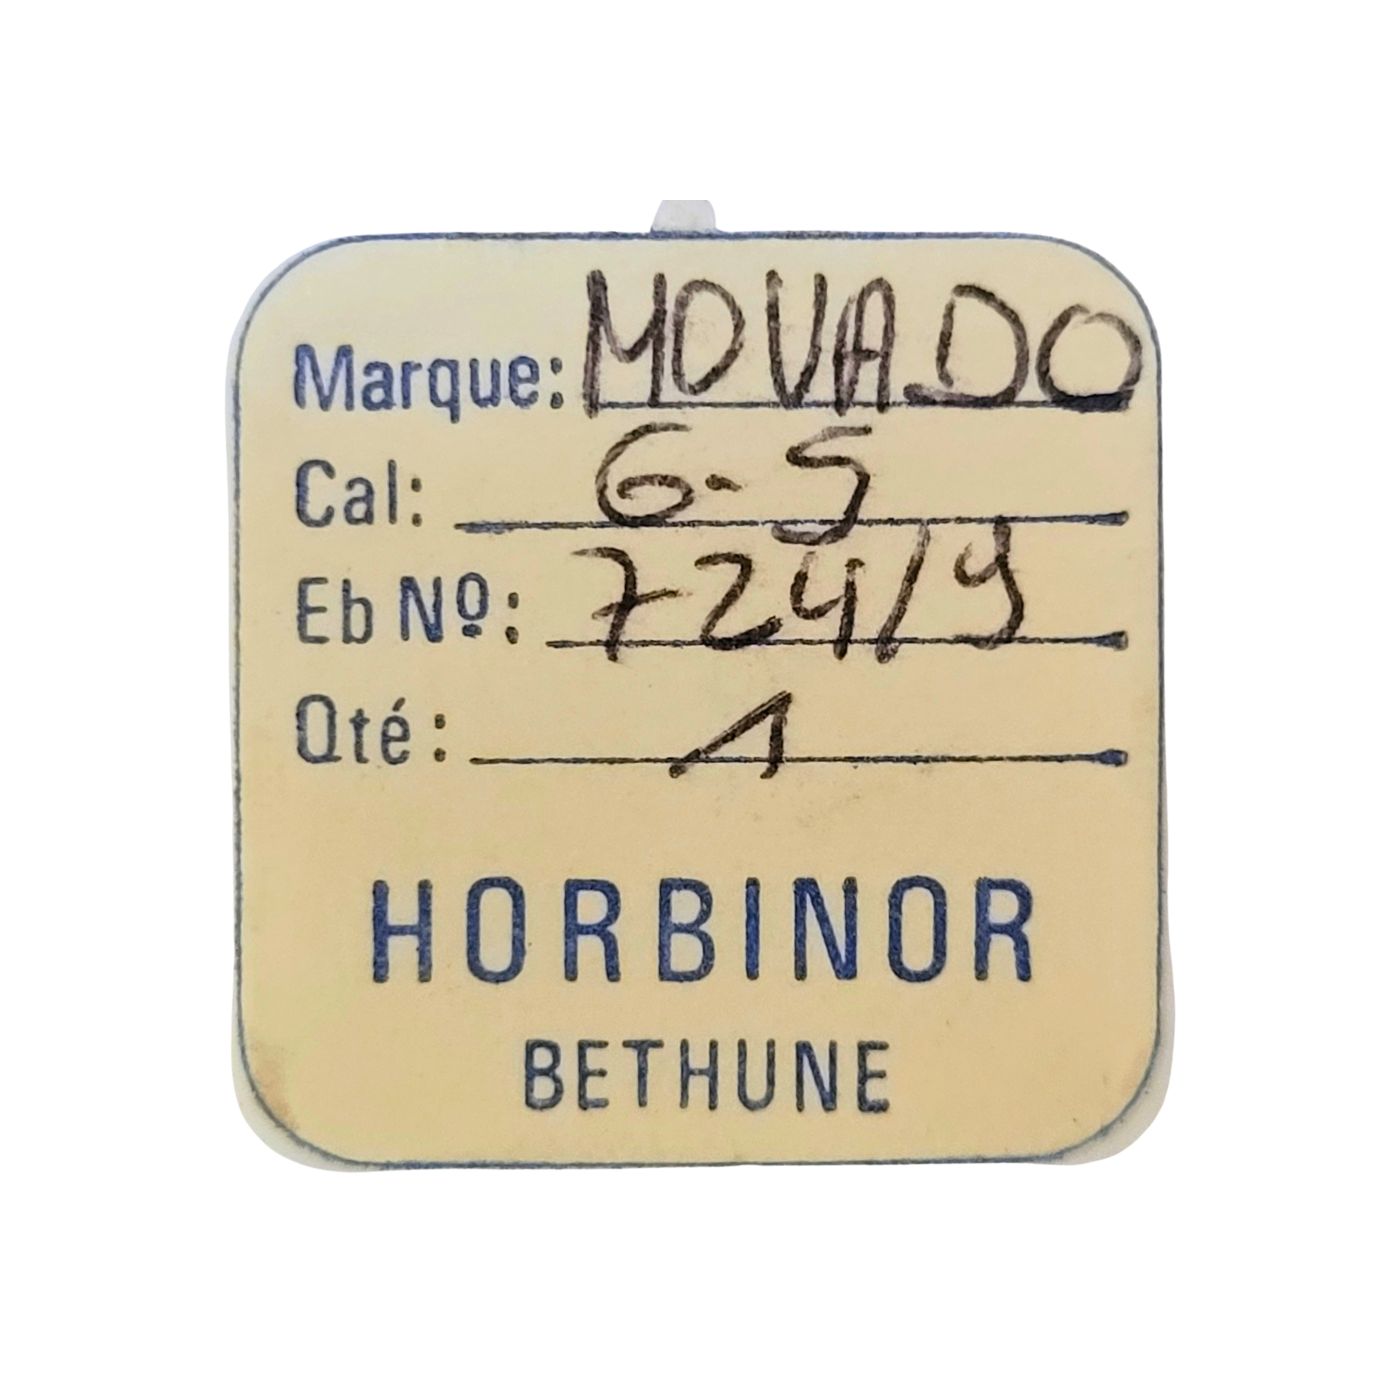 Marque: MOVADO
Cal: 6-5
Eb Nº: 724/9
Qté: 1
HORBINOR
BETHUNE